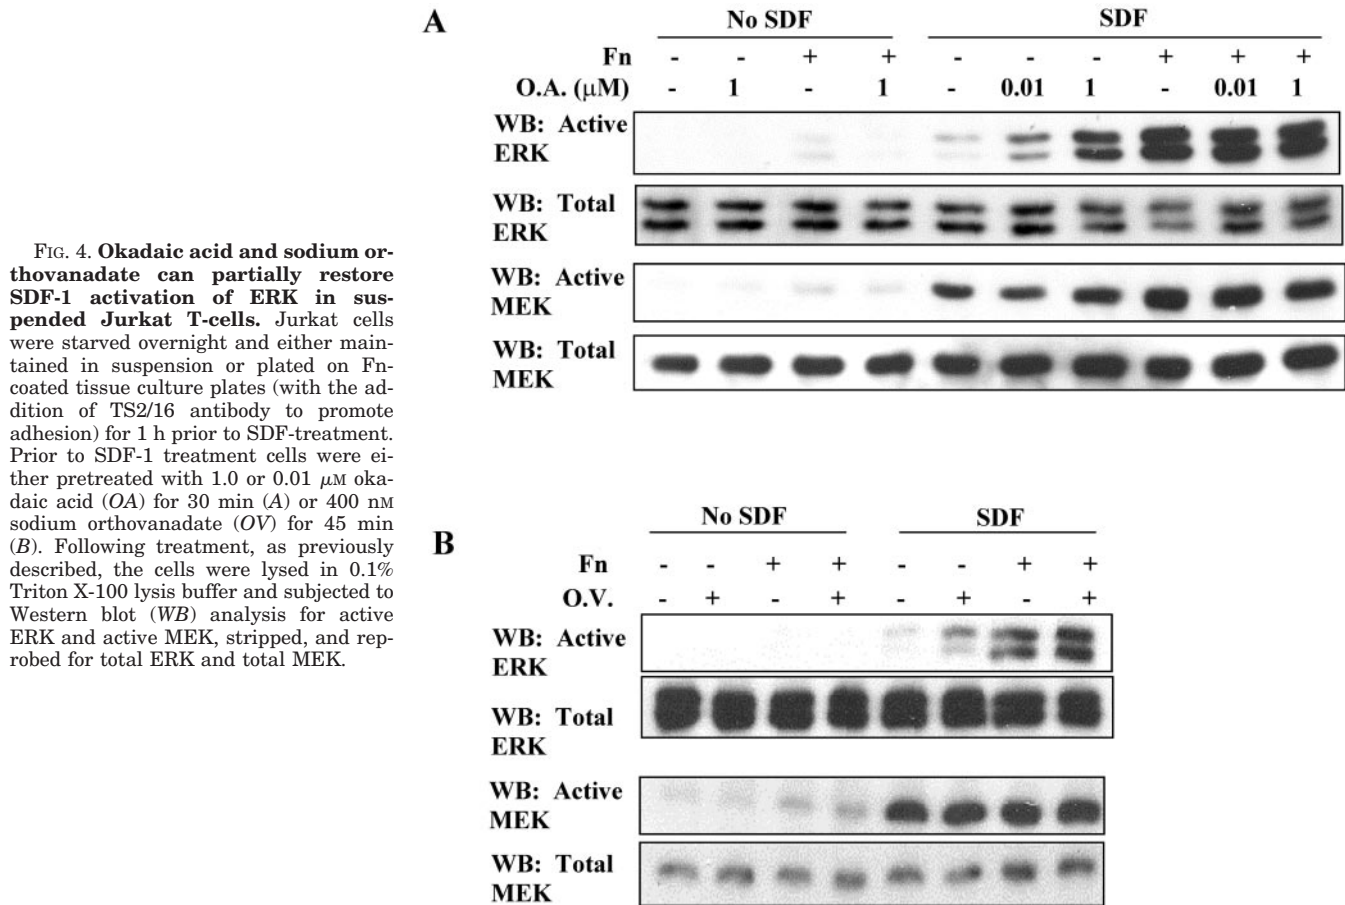 FIG. 4. Okadaic acid and sodium or-
thovanadate can partially restore
SDF-1 activation of ERK in sus-
pended Jurkat T-cells. Jurkat cells
were starved overnight and either main-
tained in suspension or plated on Fn-
coated tissue culture plates (with the ad-
dition of TS2/16 antibody to promote
adhesion) for 1 h prior to SDF-treatment.
Prior to SDF-1 treatment cells were ei-
ther pretreated with 1.0 or 0.01 μM oka-
daic acid (OA) for 30 min (A) or 400 nM
sodium orthovanadate (OV) for 45 min
(B). Following treatment, as previously
described, the cells were lysed in 0.1%
Triton X-100 lysis buffer and subjected to
Western blot (WB) analysis for active
ERK and active MEK, stripped, and rep-
robed for total ERK and total MEK.
A
No SDF SDF
Fn - - + + - - - + + +
O.A. (μM) - 1 - 1 - 0.01 1 - 0.01 1
WB: Active
ERK
WB: Total
ERK
WB: Active
MEK
WB: Total
MEK
B
No SDF SDF
Fn - - + + - - + +
O.V. - + - + - + - +
WB: Active
ERK
WB: Total
ERK
WB: Active
MEK
WB: Total
MEK